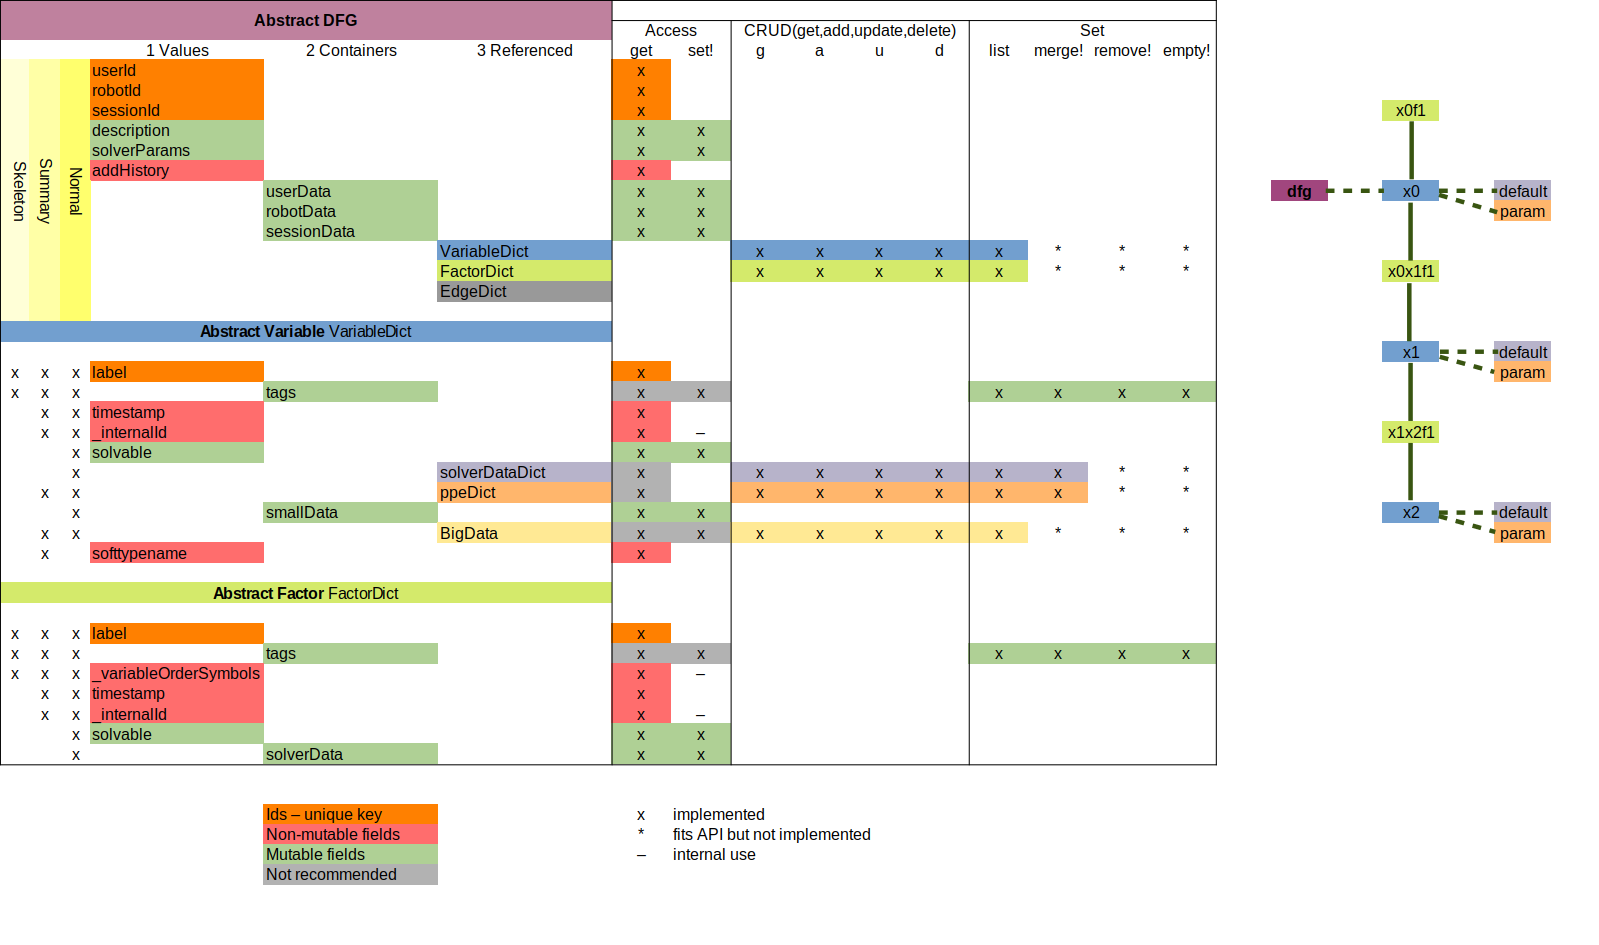 Abstract DFG
Access CRUD(get,add,update,delete) Set
1 Values 2 Containers 3 Referenced get set! g a u d list merge! remove! empty!
Skeleton
Summary
Normal
userId x
robotId x
sessionId x
description x x
solverParams x x
addHistory x
userData x x
robotData x x
sessionData x x
VariableDict x x x x x * * *
FactorDict x x x x x * * *
EdgeDict
Abstract Variable VariableDict
x x x label x
x x x tags x x x x x x
x x timestamp x
x x _internalId x –
x solvable x x
x solverDataDict x x x x x x x * *
x x ppeDict x x x x x x x * *
x smallData x x
x x BigData x x x x x x x * * *
x softtypename x
Abstract Factor FactorDict
x x x label x
x x x tags x x x x x x
x x x _variableOrderSymbols x –
x x timestamp x
x x _internalId x –
x solvable x x
x solverData x x
Ids – unique key
Non-mutable fields
Mutable fields
Not recommended
x implemented
* fits API but not implemented
– internal use
x0f1
dfg x0 default
param
x0x1f1
x1 default
param
x1x2f1
x2 default
param